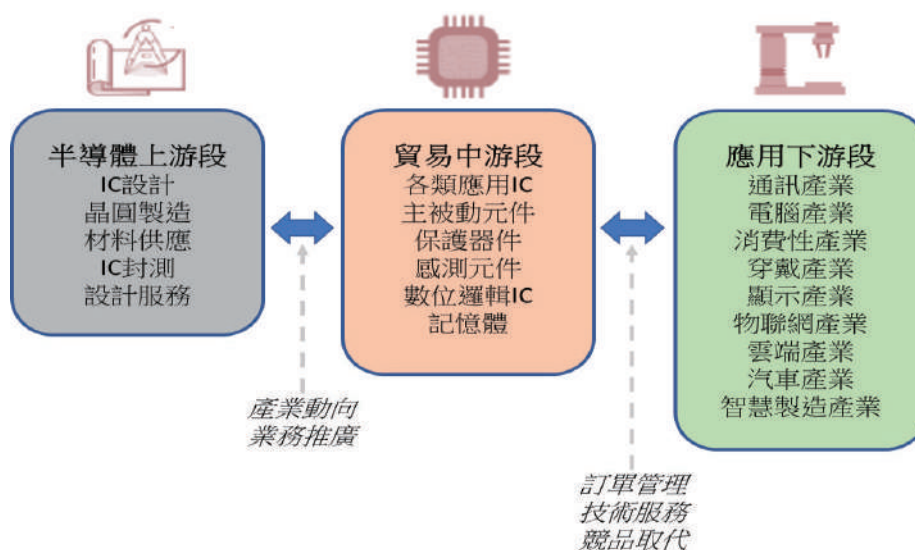 半導體上游段
IC設計
晶圓製造
材料供應
IC封測
設計服務
貿易中游段
各類應用IC
主被動元件
保護器件
感測元件
數位邏輯IC
記憶體
應用下游段
通訊產業
電腦產業
消費性產業
穿戴產業
顯示產業
物聯網產業
雲端產業
汽車產業
智慧製造產業
產業動向
業務推廣
訂單管理
技術服務
競品取代